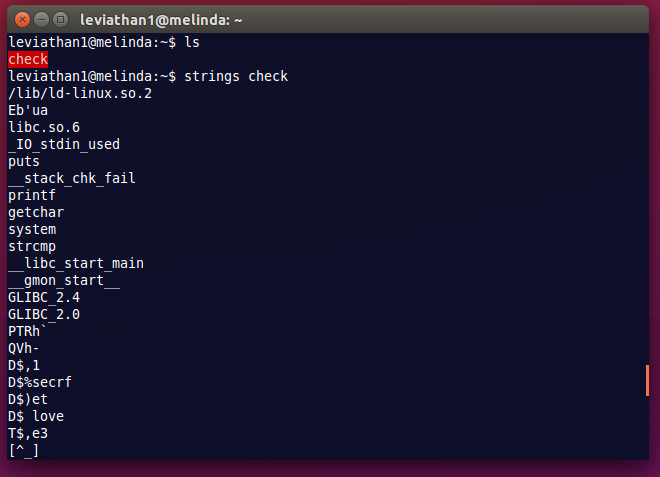 leviathan1@melinda: ~
leviathan1@melinda:~$ ls
check
leviathan1@melinda:~$ strings check
/lib/ld-linux.so.2
Eb'ua
libc.so.6
_IO_stdin_used
puts
__stack_chk_fail
printf
getchar
system
strcmp
__libc_start_main
__gmon_start__
GLIBC_2.4
GLIBC_2.0
PTRh`
QVh-
D$,1
D$%secrf
D$)et
D$ love
T$,e3
[^_]